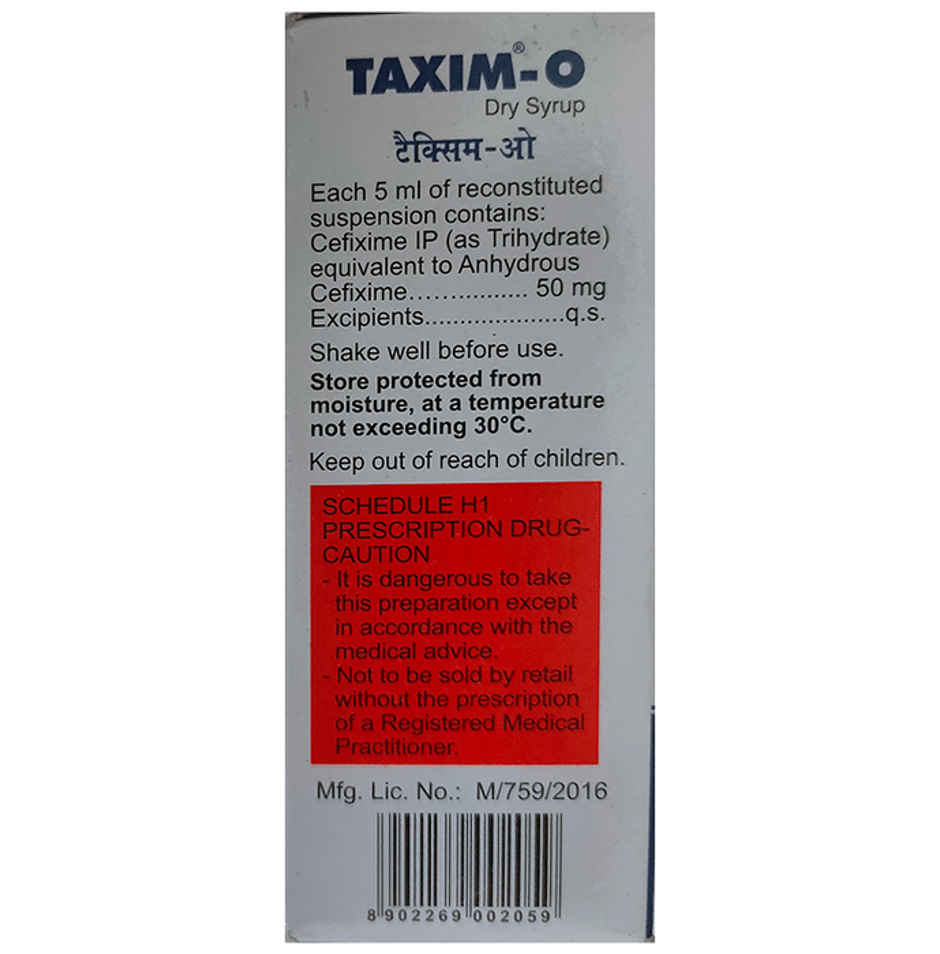 TAXIM®-O
Dry Syrup
टैक्सिम-ओ
Each 5 ml of reconstituted
suspension contains:
Cefixime IP (as Trihydrate)
equivalent to Anhydrous
Cefixime................. 50 mg
Excipients....................q.s.
Shake well before use.
Store protected from
moisture, at a temperature
not exceeding 30°C.
Keep out of reach of children.
SCHEDULE H1
PRESCRIPTION DRUG-
CAUTION
- It is dangerous to take
this preparation except
in accordance with the
medical advice.
- Not to be sold by retail
without the prescription
of a Registered Medical
Practitioner.
Mfg. Lic. No.: M/759/2016
8 902269 002059